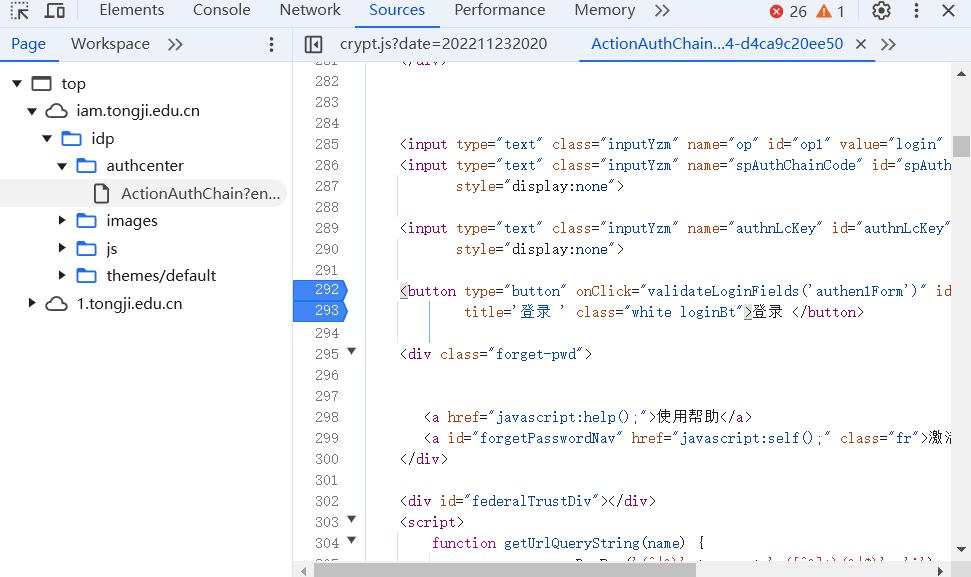 Elements Console Network Sources Performance Memory 26 1
Page Workspace crypt.js?date=202211232020 ActionAuthChain...4-d4ca9c20ee50
top
iam.tongji.edu.cn
idp
authcenter
ActionAuthChain?en...
images
js
themes/default
1.tongji.edu.cn
281 </div>
282
283
284
285 <input type="text" class="inputYzm" name="op" id="op1" value="login"
286 <input type="text" class="inputYzm" name="spAuthChainCode" id="spAuth
287 style="display:none">
288
289 <input type="text" class="inputYzm" name="authnLcKey" id="authnLcKey"
290 style="display:none">
291
292 <button type="button" onClick="validateLoginFields('authen1Form')" id
293 title='登录 ' class="white loginBt">登录 </button>
294
295 <div class="forget-pwd">
296
297
298 <a href="javascript:help();">使用帮助</a>
299 <a id="forgetPasswordNav" href="javascript:self();" class="fr">激
300 </div>
301
302 <div id="federalTrustDiv"></div>
303 <script>
304 function getUrlQueryString(name) {